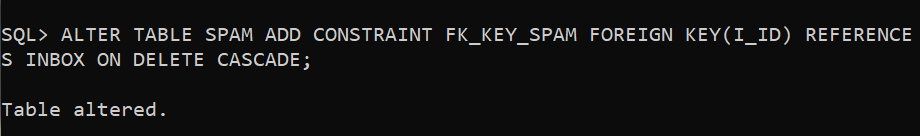 SQL> ALTER TABLE SPAM ADD CONSTRAINT FK_KEY_SPAM FOREIGN KEY(I_ID) REFERENCE
S INBOX ON DELETE CASCADE;
Table altered.